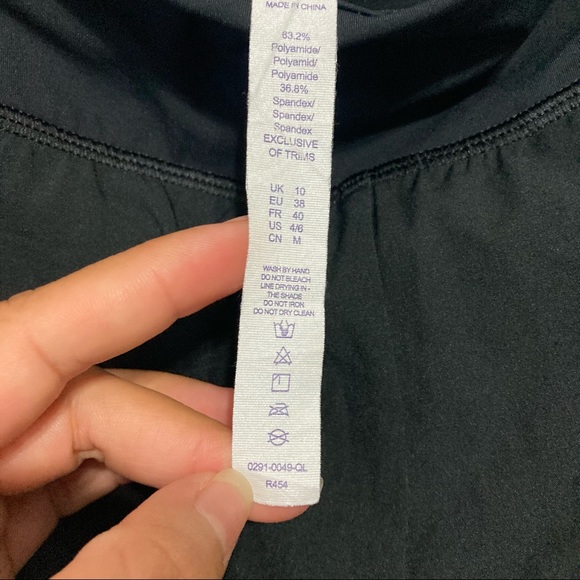 MADE IN CHINA
63.2%
Polyamide/
Polyamid/
Polyamide
36.8%
Spandex/
Spandex/
Spandex
EXCLUSIVE
OF TRIMS
UK 10
EU 38
FR 40
US 4/6
CN M
WASH BY HAND
DO NOT BLEACH
LINE DRYING IN
THE SHADE
DO NOT IRON
DO NOT DRY CLEAN
0291-0049-QL
R454